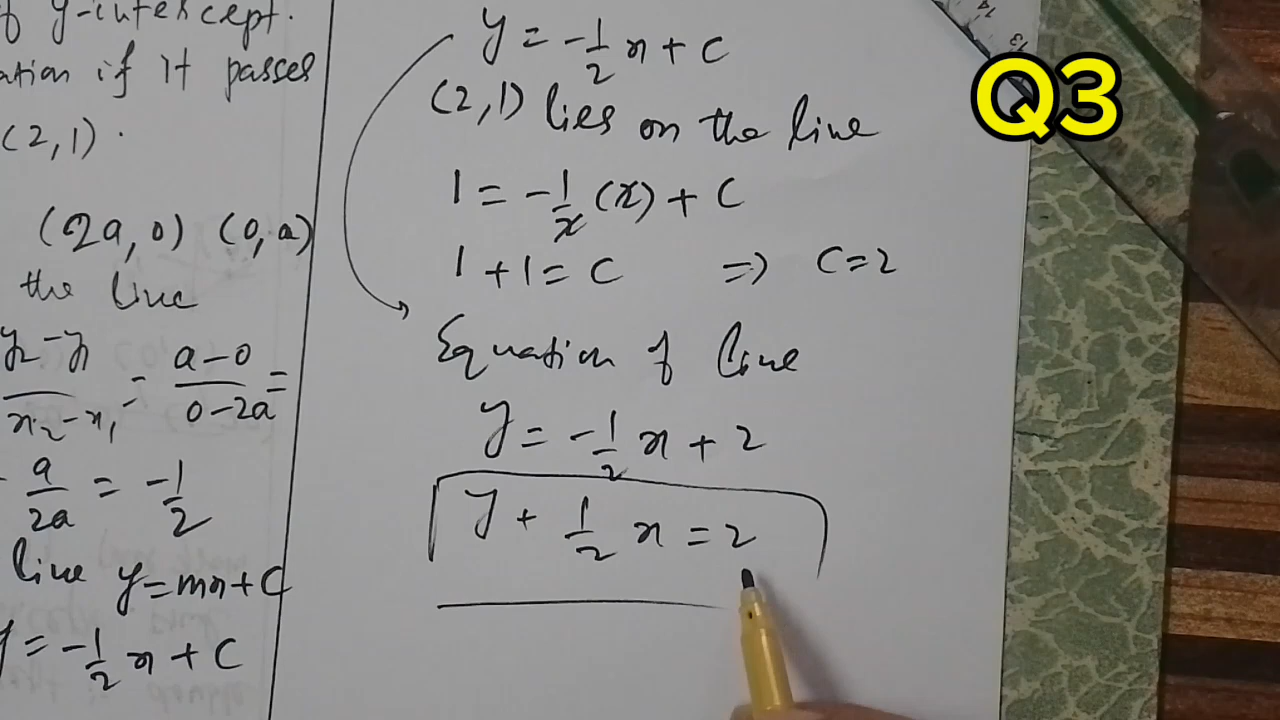 of y-intercept.
ation if it passes
(2,1).
(2a,0) (0,a)
the line
y2-y1/x2-x1 = a-0/0-2a =
- a/2a = -1/2
line y=mx+c
y = -1/2 x + c
y = -1/2 x + c
(2,1) lies on the line
1 = -1/2 (2) + c
1 + 1 = c => c=2
Equation of line
y = -1/2 x + 2
y + 1/2 x = 2
Q3
13